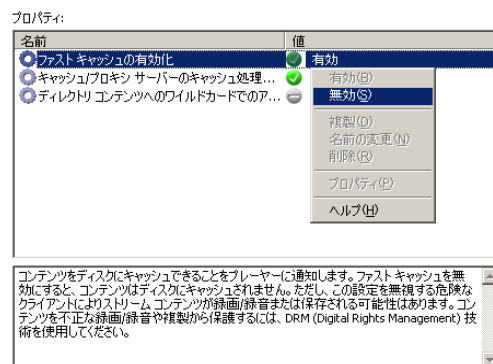 プロパティ:
名前 値
ファスト キャッシュの有効化 有効
キャッシュ/プロキシ サーバーのキャッシュ処理...
ディレクトリ コンテンツへのワイルドカードでのア...
有効(B)
無効(S)
複製(D)
名前の変更(N)
削除(R)
プロパティ(P)
ヘルプ(H)
コンテンツをディスクにキャッシュできることをプレーヤーに通知します。ファスト キャッシュを無
効にすると、コンテンツはディスクにキャッシュされません。ただし、この設定を無視する危険な
クライアントによりストリーム コンテンツが録画/録音または保存される可能性はあります。コン
テンツを不正な録画/録音や複製から保護するには、DRM (Digital Rights Management) 技
術を使用してください。